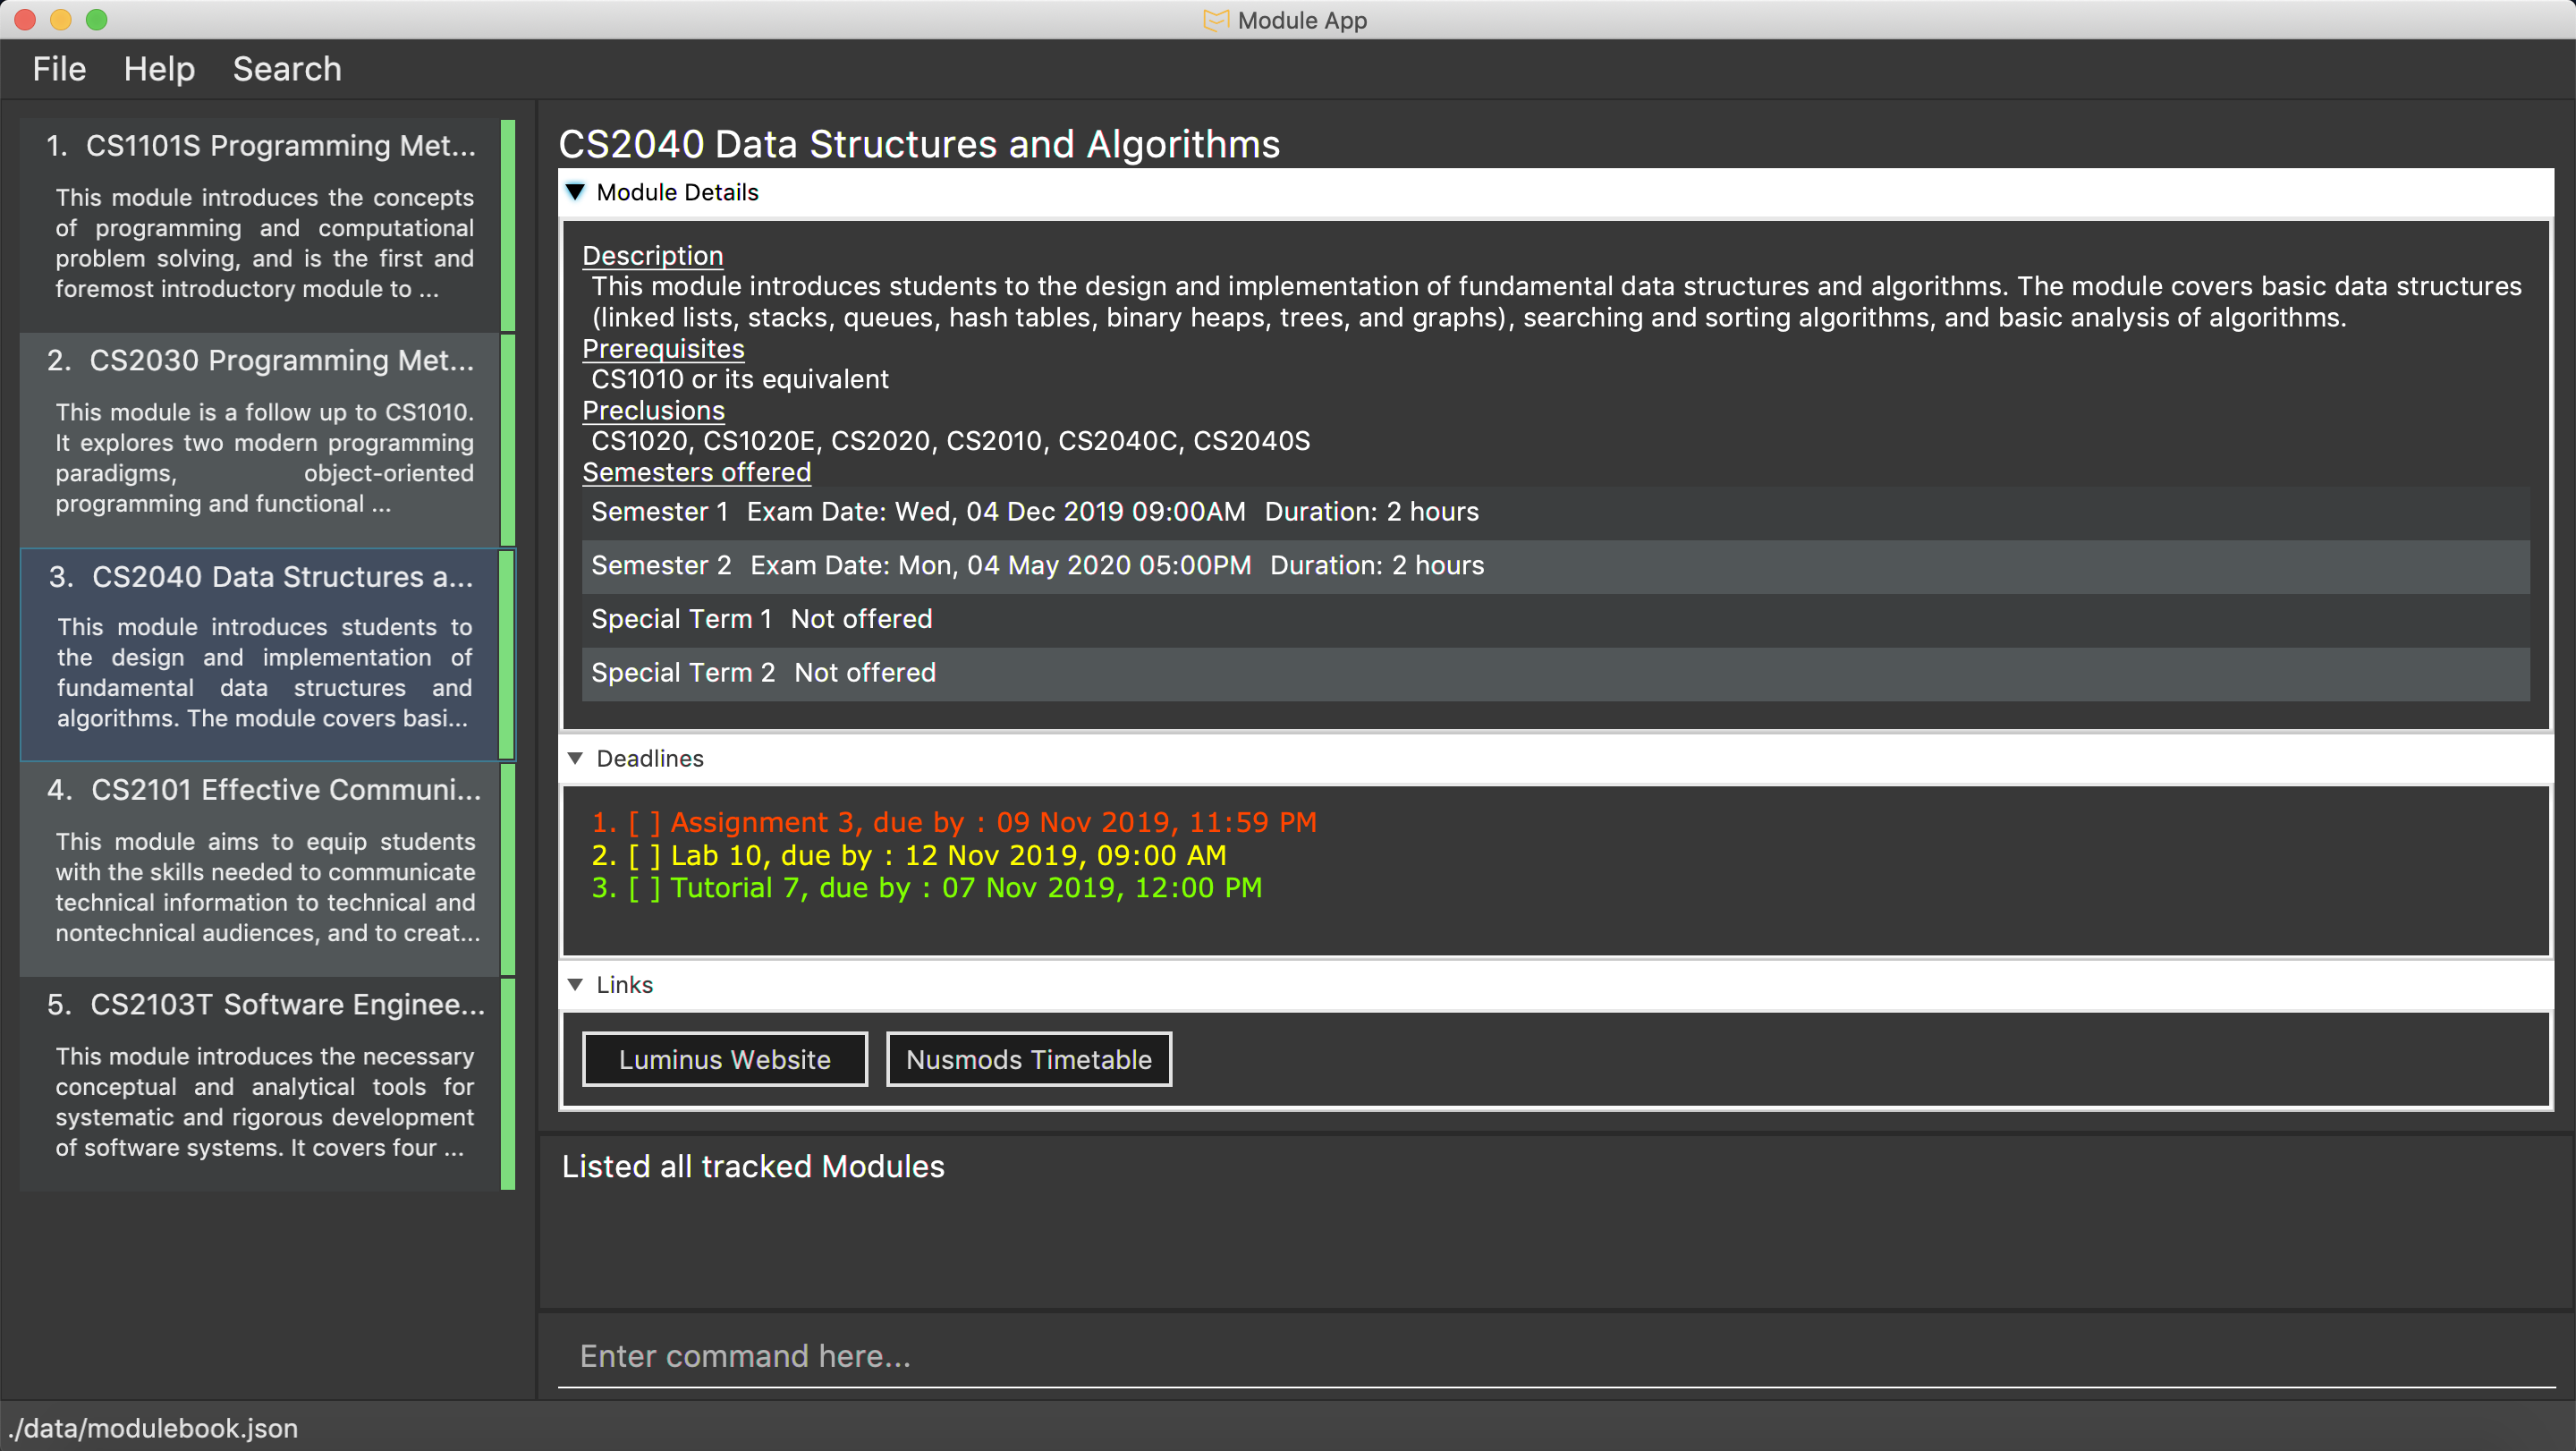 Module App
File Help Search
1. CS1101S Programming Met...
This module introduces the concepts
of programming and computational
problem solving, and is the first and
foremost introductory module to ...
2. CS2030 Programming Met...
This module is a follow up to CS1010.
It explores two modern programming
paradigms, object-oriented
programming and functional ...
3. CS2040 Data Structures a...
This module introduces students to
the design and implementation of
fundamental data structures and
algorithms. The module covers basi...
4. CS2101 Effective Communi...
This module aims to equip students
with the skills needed to communicate
technical information to technical and
nontechnical audiences, and to creat...
5. CS2103T Software Enginee...
This module introduces the necessary
conceptual and analytical tools for
systematic and rigorous development
of software systems. It covers four ...
CS2040 Data Structures and Algorithms
Module Details
Description
This module introduces students to the design and implementation of fundamental data structures and algorithms. The module covers basic data structures
(linked lists, stacks, queues, hash tables, binary heaps, trees, and graphs), searching and sorting algorithms, and basic analysis of algorithms.
Prerequisites
CS1010 or its equivalent
Preclusions
CS1020, CS1020E, CS2020, CS2010, CS2040C, CS2040S
Semesters offered
Semester 1 Exam Date: Wed, 04 Dec 2019 09:00AM Duration: 2 hours
Semester 2 Exam Date: Mon, 04 May 2020 05:00PM Duration: 2 hours
Special Term 1 Not offered
Special Term 2 Not offered
Deadlines
1. [ ] Assignment 3, due by : 09 Nov 2019, 11:59 PM
2. [ ] Lab 10, due by : 12 Nov 2019, 09:00 AM
3. [ ] Tutorial 7, due by : 07 Nov 2019, 12:00 PM
Links
Luminus Website Nusmods Timetable
Listed all tracked Modules
Enter command here...
./data/modulebook.json